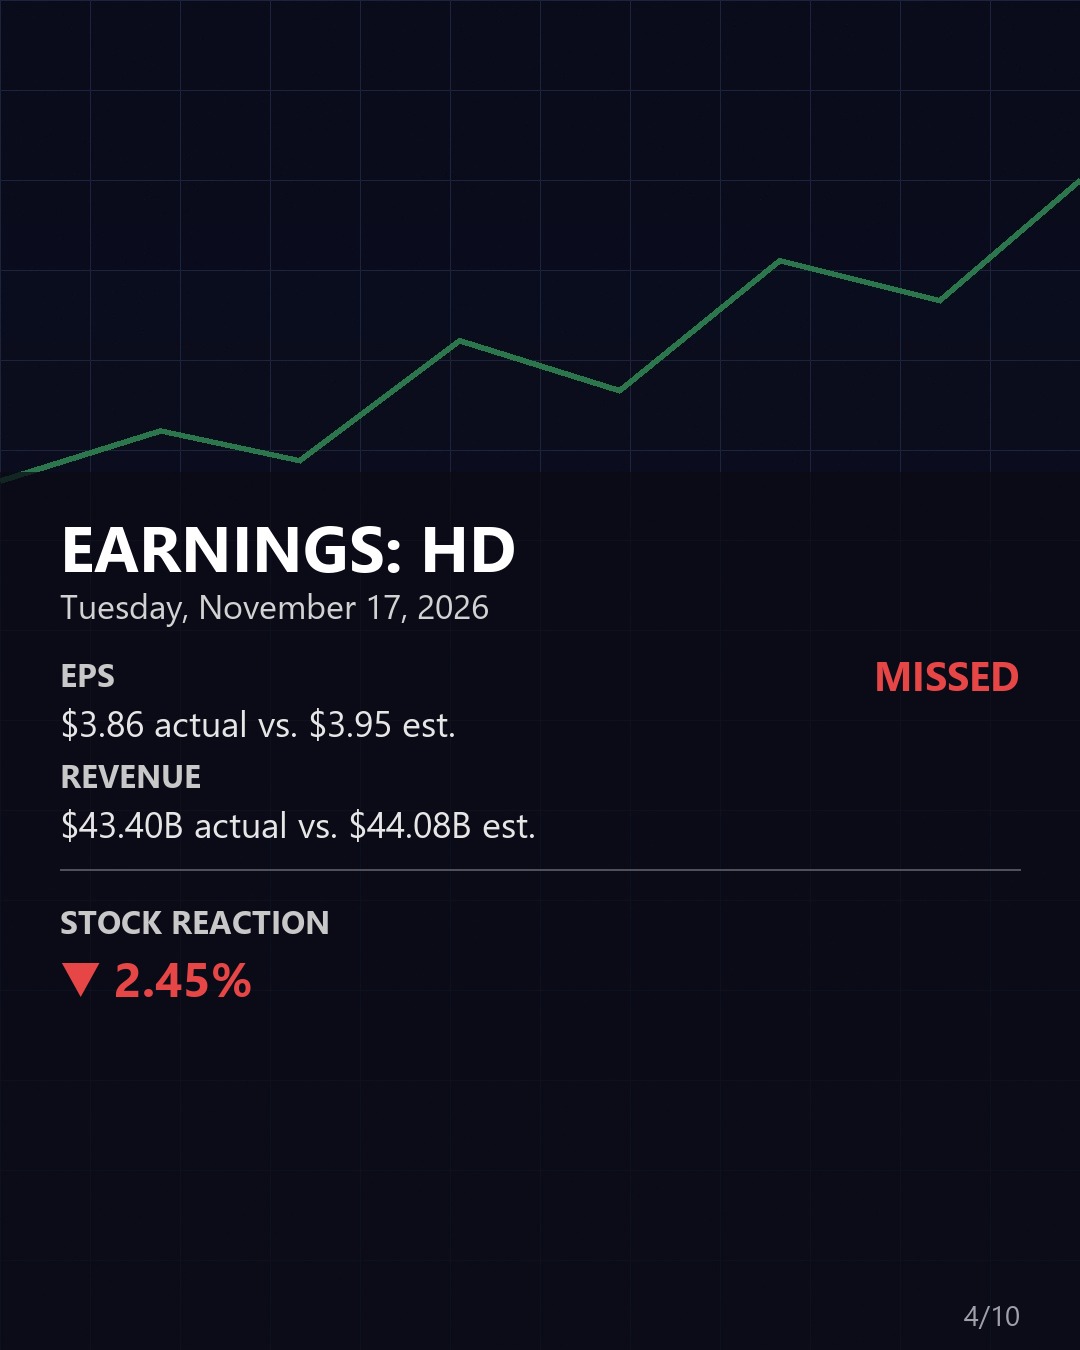 EARNINGS: HD
Tuesday, November 17, 2026
EPS
MISSED
$3.86 actual vs. $3.95 est.
REVENUE
$43.40B actual vs. $44.08B est.
STOCK REACTION
▼ 2.45%
4/10